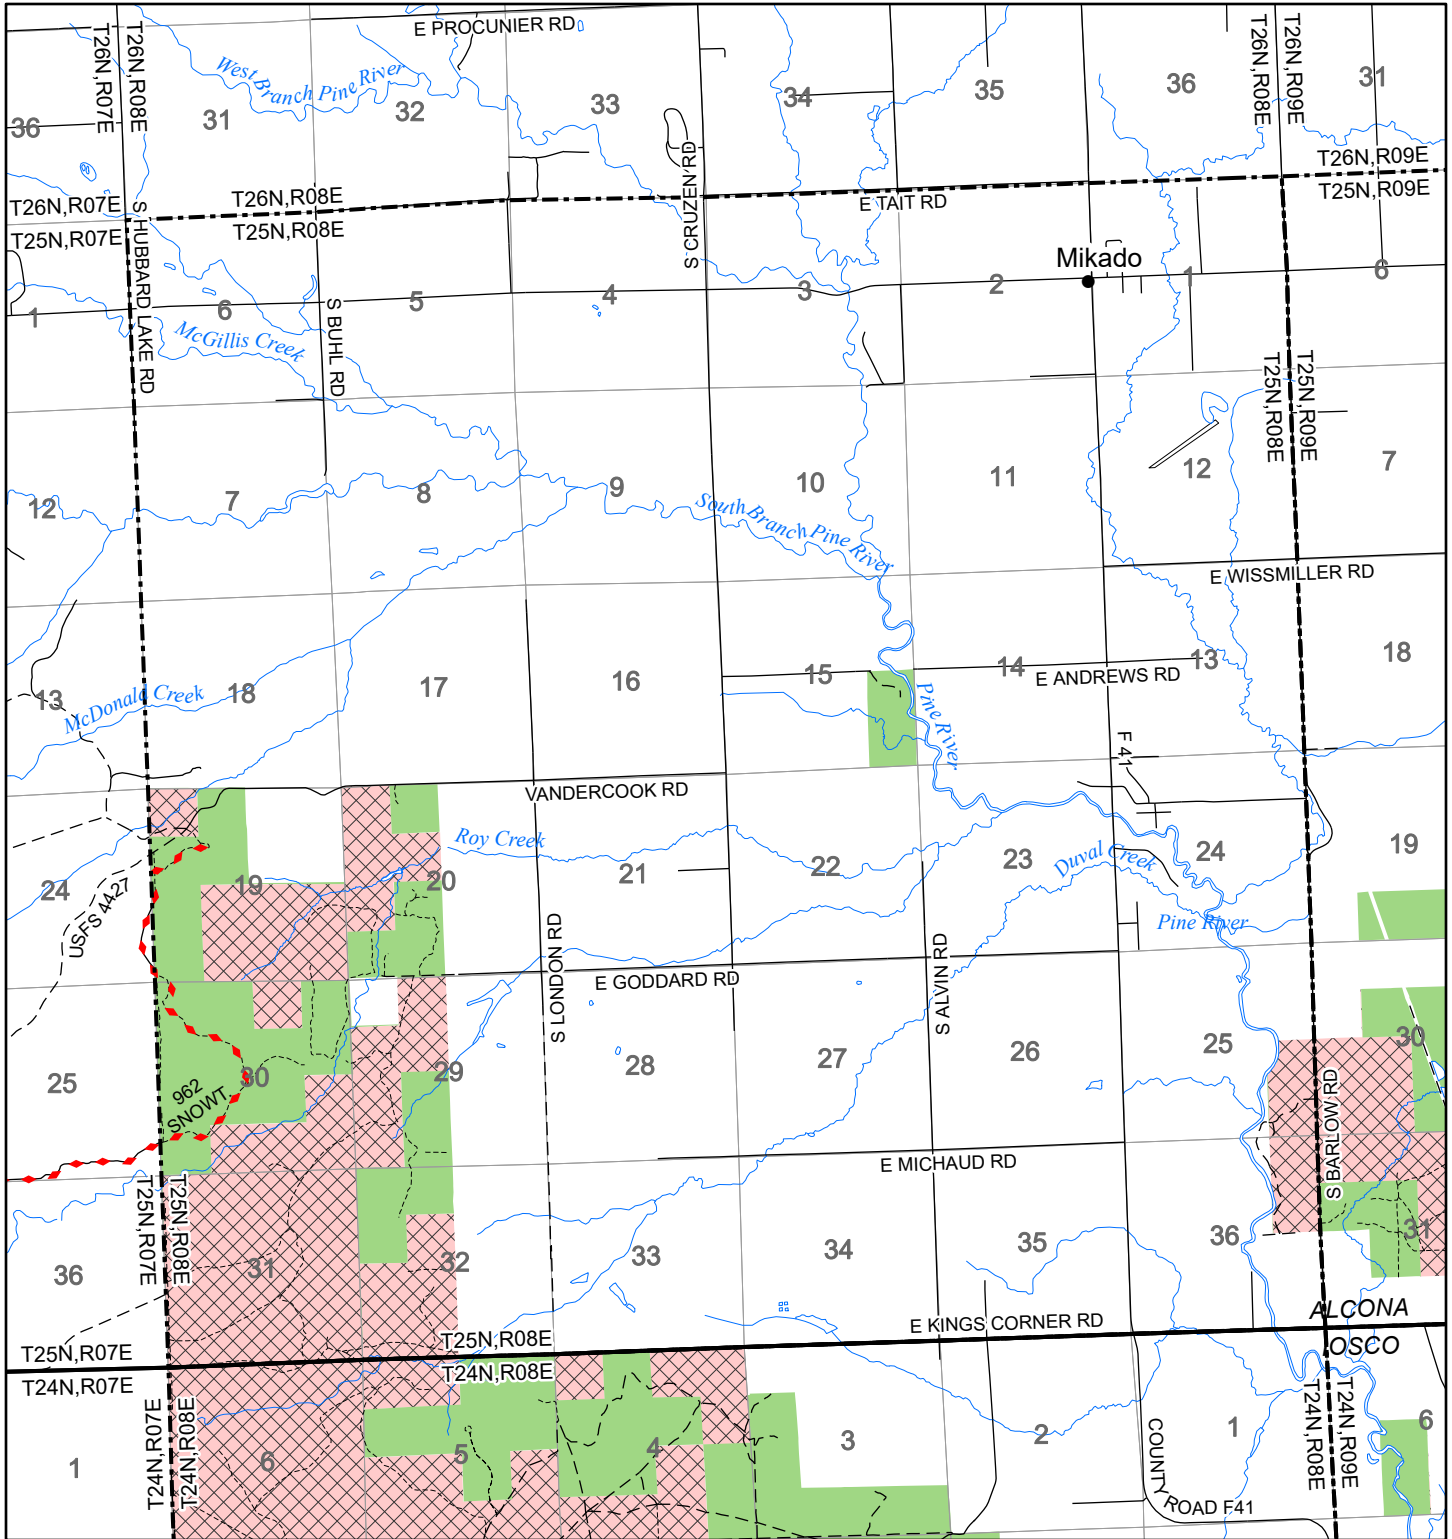 E PROCUNIER RD
T26N,R07E
T26N,R08E
T26N,R08E
T26N,R09E
West Branch Pine River
36
31
32
33
34
35
36
31
S CRUZEN RD
T26N,R07E
T26N,R08E
T26N,R09E
T25N,R07E
T25N,R08E
T25N,R09E
E TAIT RD
S HUBBARD LAKE RD
Mikado
1
6
5
4
3
2
1
6
S BUHL RD
McGillis Creek
T25N,R08E
T25N,R09E
12
7
8
9
10
11
12
7
South Branch Pine River
E WISSMILLER RD
13
18
17
16
15
14
13
18
McDonald Creek
E ANDREWS RD
Pine River
F 41
VANDERCOOK RD
Roy Creek
24
19
20
21
22
23
24
19
Duval Creek
USFS 4427
Pine River
S LONDON RD
E GODDARD RD
S ALVIN RD
25
30
29
28
27
26
25
30
962
SNOWT
S BARLOW RD
E MICHAUD RD
T25N,R07E
T25N,R08E
36
31
32
33
34
35
36
31
ALCONA
E KINGS CORNER RD
T25N,R07E
T25N,R08E
IOSCO
T24N,R07E
T24N,R08E
T24N,R07E
T24N,R08E
T24N,R08E
T24N,R09E
1
6
5
4
3
2
1
6
COUNTY ROAD F41